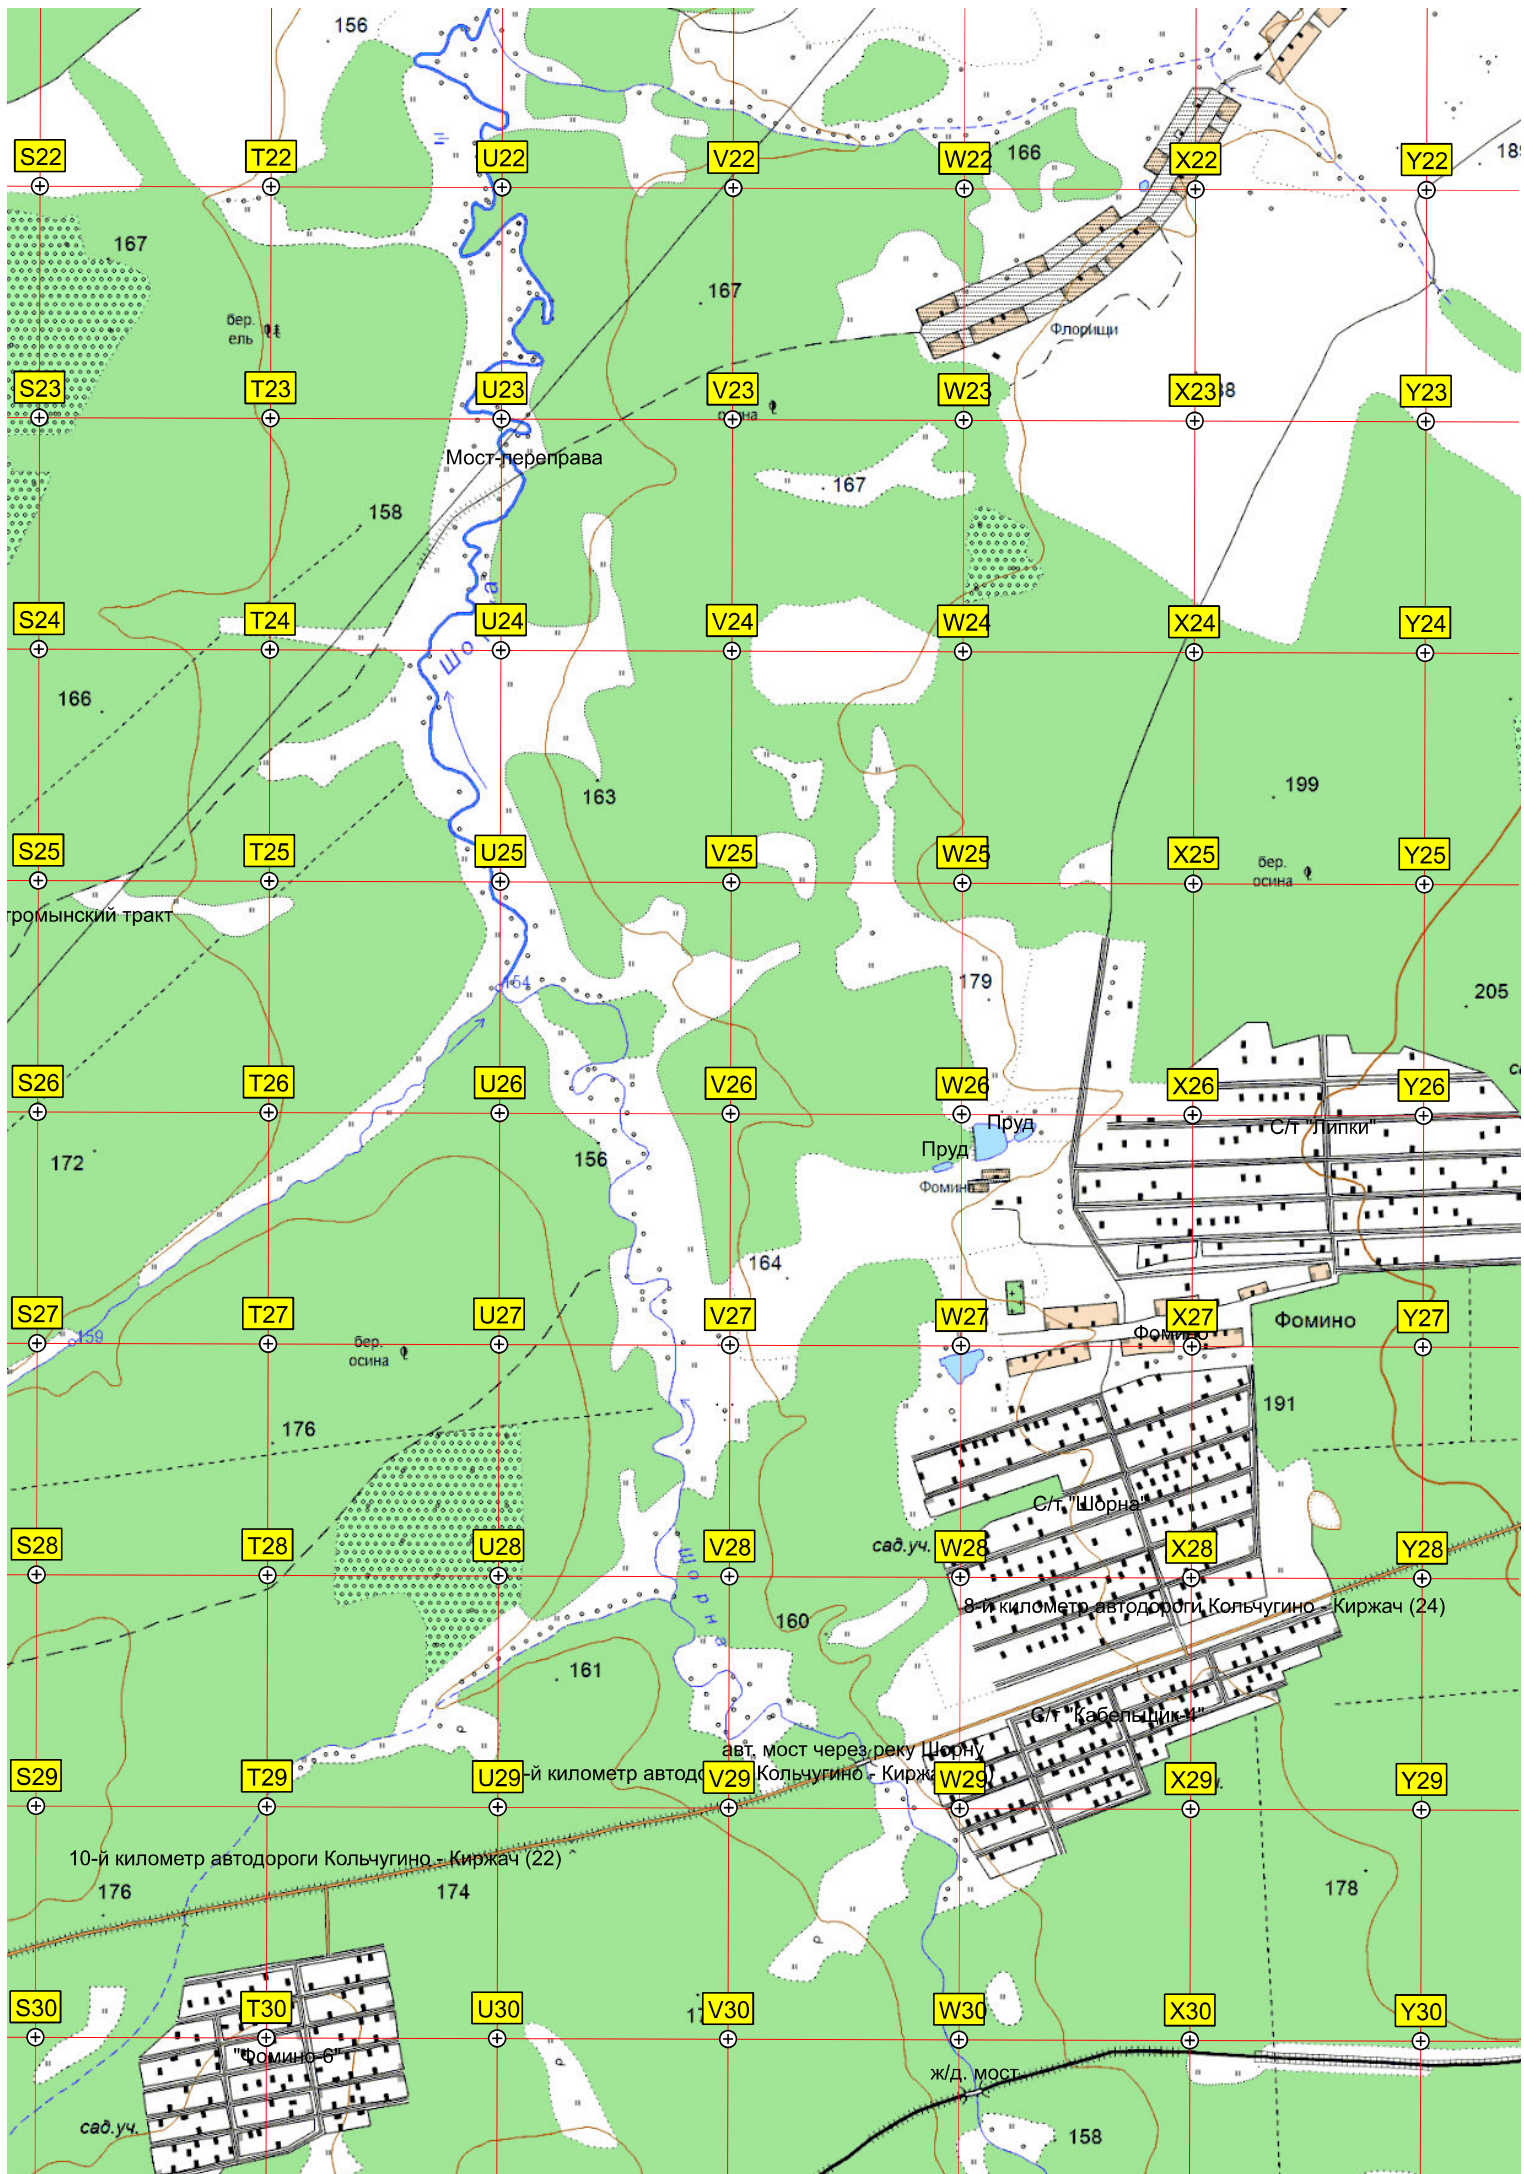 156
S22 T22 U22 V22 W22 166 X22 Y22
167
167
бер.
ель
Флорищи
S23 T23 U23 V23 W23 X23 Y23
Мост-переправа
167
158
S24 T24 U24 V24 W24 X24 Y24
166
163
199
S25 T25 U25 V25 W25 X25 Y25
бер.
осина
тромынский тракт
154
179
205
S26 T26 U26 V26 W26 X26 Y26
Пруд
С/т "Липки"
Пруд
172
156
Фомино
164
S27 T27 U27 V27 W27 X27 Y27
Фомино
Фомино
159
бер.
осина
191
176
С/т "Шорна"
сад.уч.
S28 T28 U28 V28 W28 X28 Y28
Шорна
8-й километр автодороги Кольчугино - Киржач (24)
160
161
С/т "Кабельщик-4"
авт. мост через реку Шорну
S29 T29 U29 -й километр автодо V29 Кольчугино - Киржа W29 X29 Y29
10-й километр автодороги Кольчугино - Киржач (22)
176
174
178
S30 T30 U30 V30 W30 X30 Y30
"Фомино-6"
ж/д. мост
сад.уч.
158